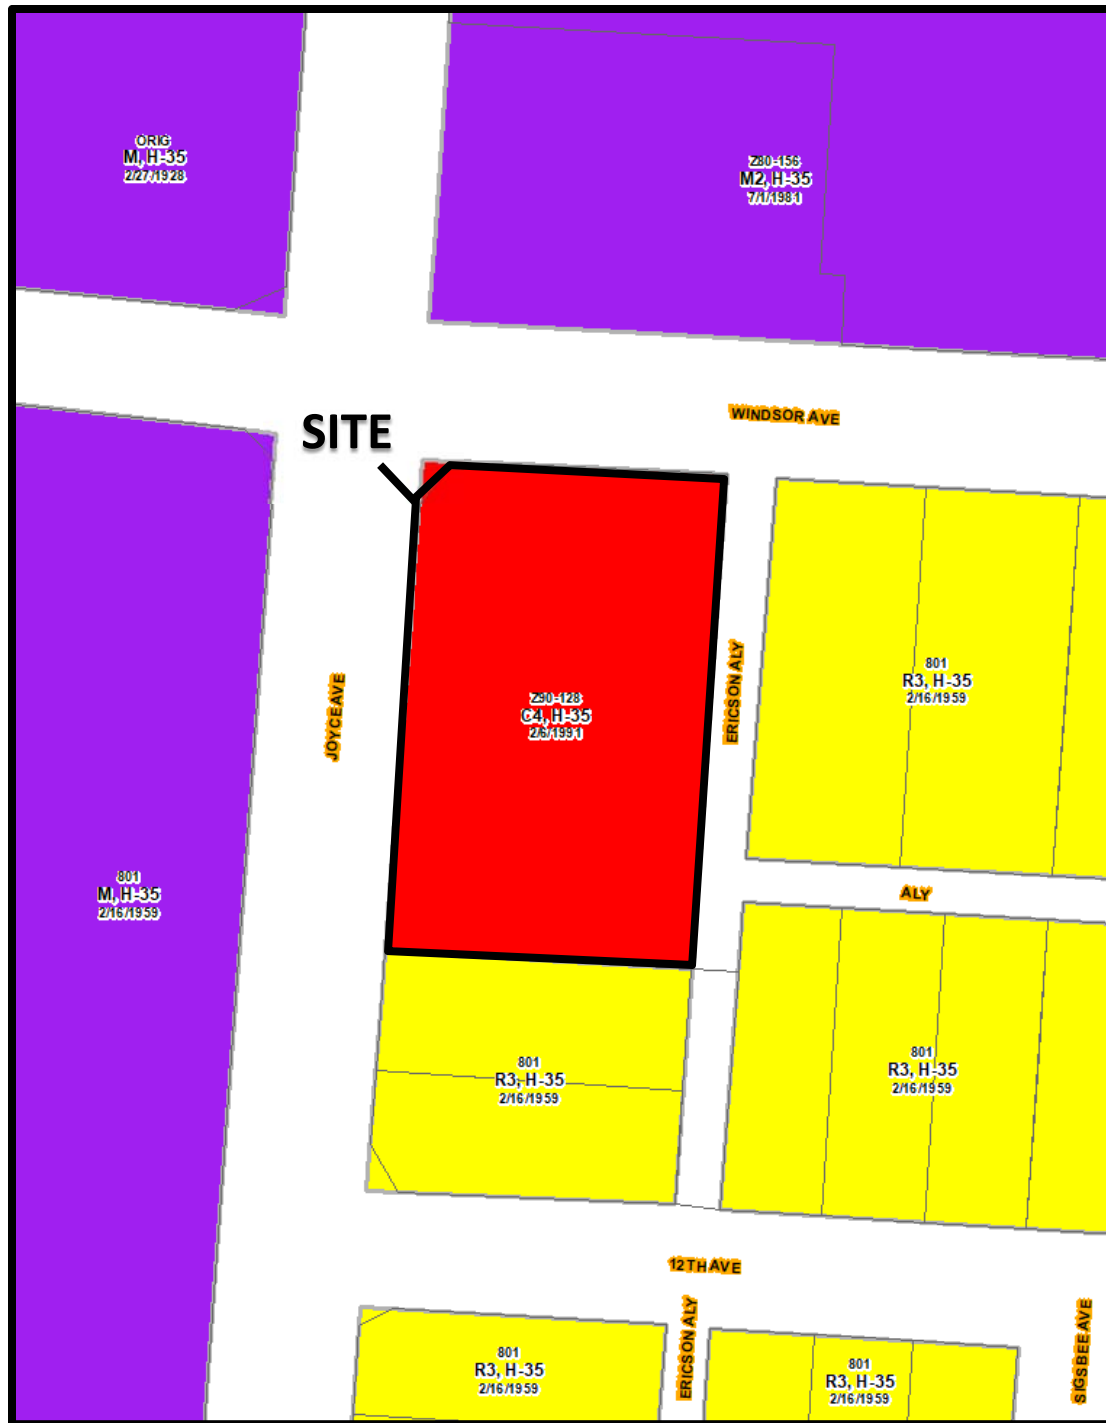 ORIG
M, H-35
2/27/1928
Z80-156
M2, H-35
7/1/1981
WINDSOR AVE
SITE
801
R3, H-35
2/16/1959
ERICSON ALY
JOYCE AVE
Z90-128
C4, H-35
2/6/1991
801
M, H-35
2/16/1959
ALY
801
R3, H-35
2/16/1959
801
R3, H-35
2/16/1959
12TH AVE
ERICSON ALY
SIGSBEE AVE
801
R3, H-35
2/16/1959
801
R3, H-35
2/16/1959